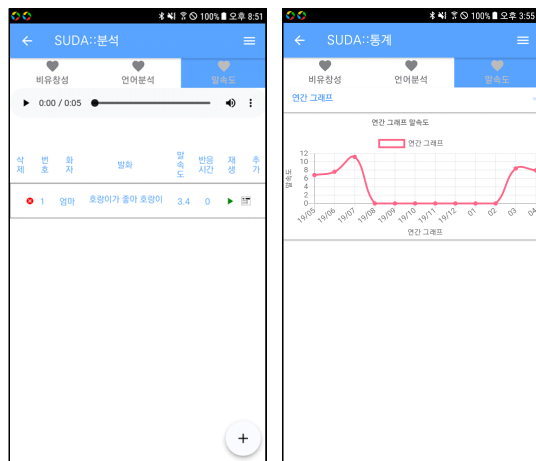 100% 오후 8:51
SUDA::분석
비유창성
언어분석
말속도
0:00 / 0:05
삭제
번호
화자
발화
말속도
반응시간
재생
추가
1
엄마
호랑이가 좋아 호랑이
3.4
0
+
100% 오후 3:55
SUDA::통계
비유창성
언어분석
말속도
연간 그래프
연간 그래프 말속도
연간 그래프
말속도
12
10
8
6
4
2
0
19/05
19/06
19/07
19/08
19/09
19/10
19/11
19/12
01
02
03
04
연간 그래프